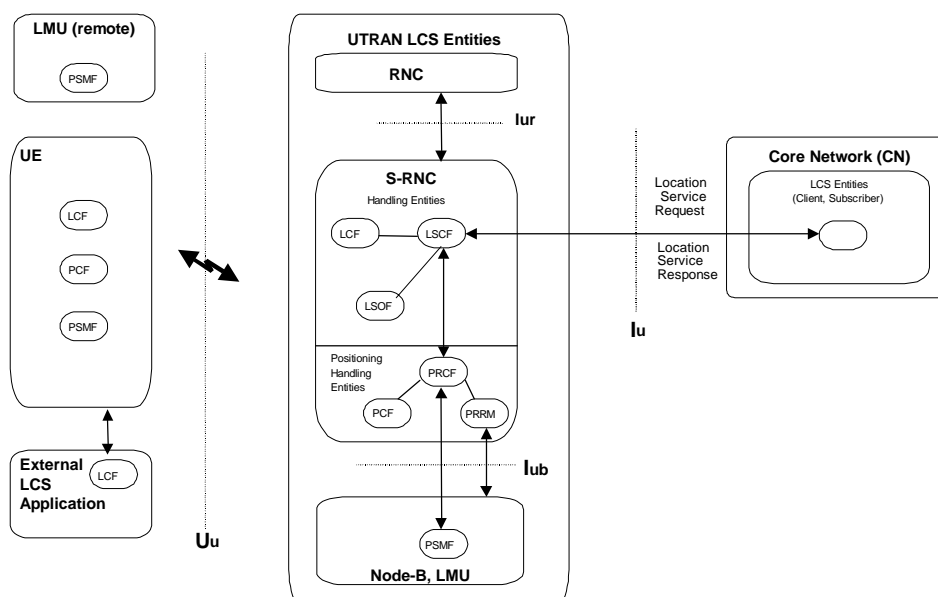 LMU (remote)
PSMF
UE
LCF
PCF
PSMF
External
LCS
Application
LCF
Uu
UTRAN LCS Entities
RNC
Iur
S-RNC
Handling Entities
LCF
LSCF
LSOF
Positioning
Handling
Entities
PRCF
PCF
PRRM
Iub
PSMF
Node-B, LMU
Location
Service
Request
Location
Service
Response
Iu
Core Network (CN)
LCS Entities
(Client, Subscriber)